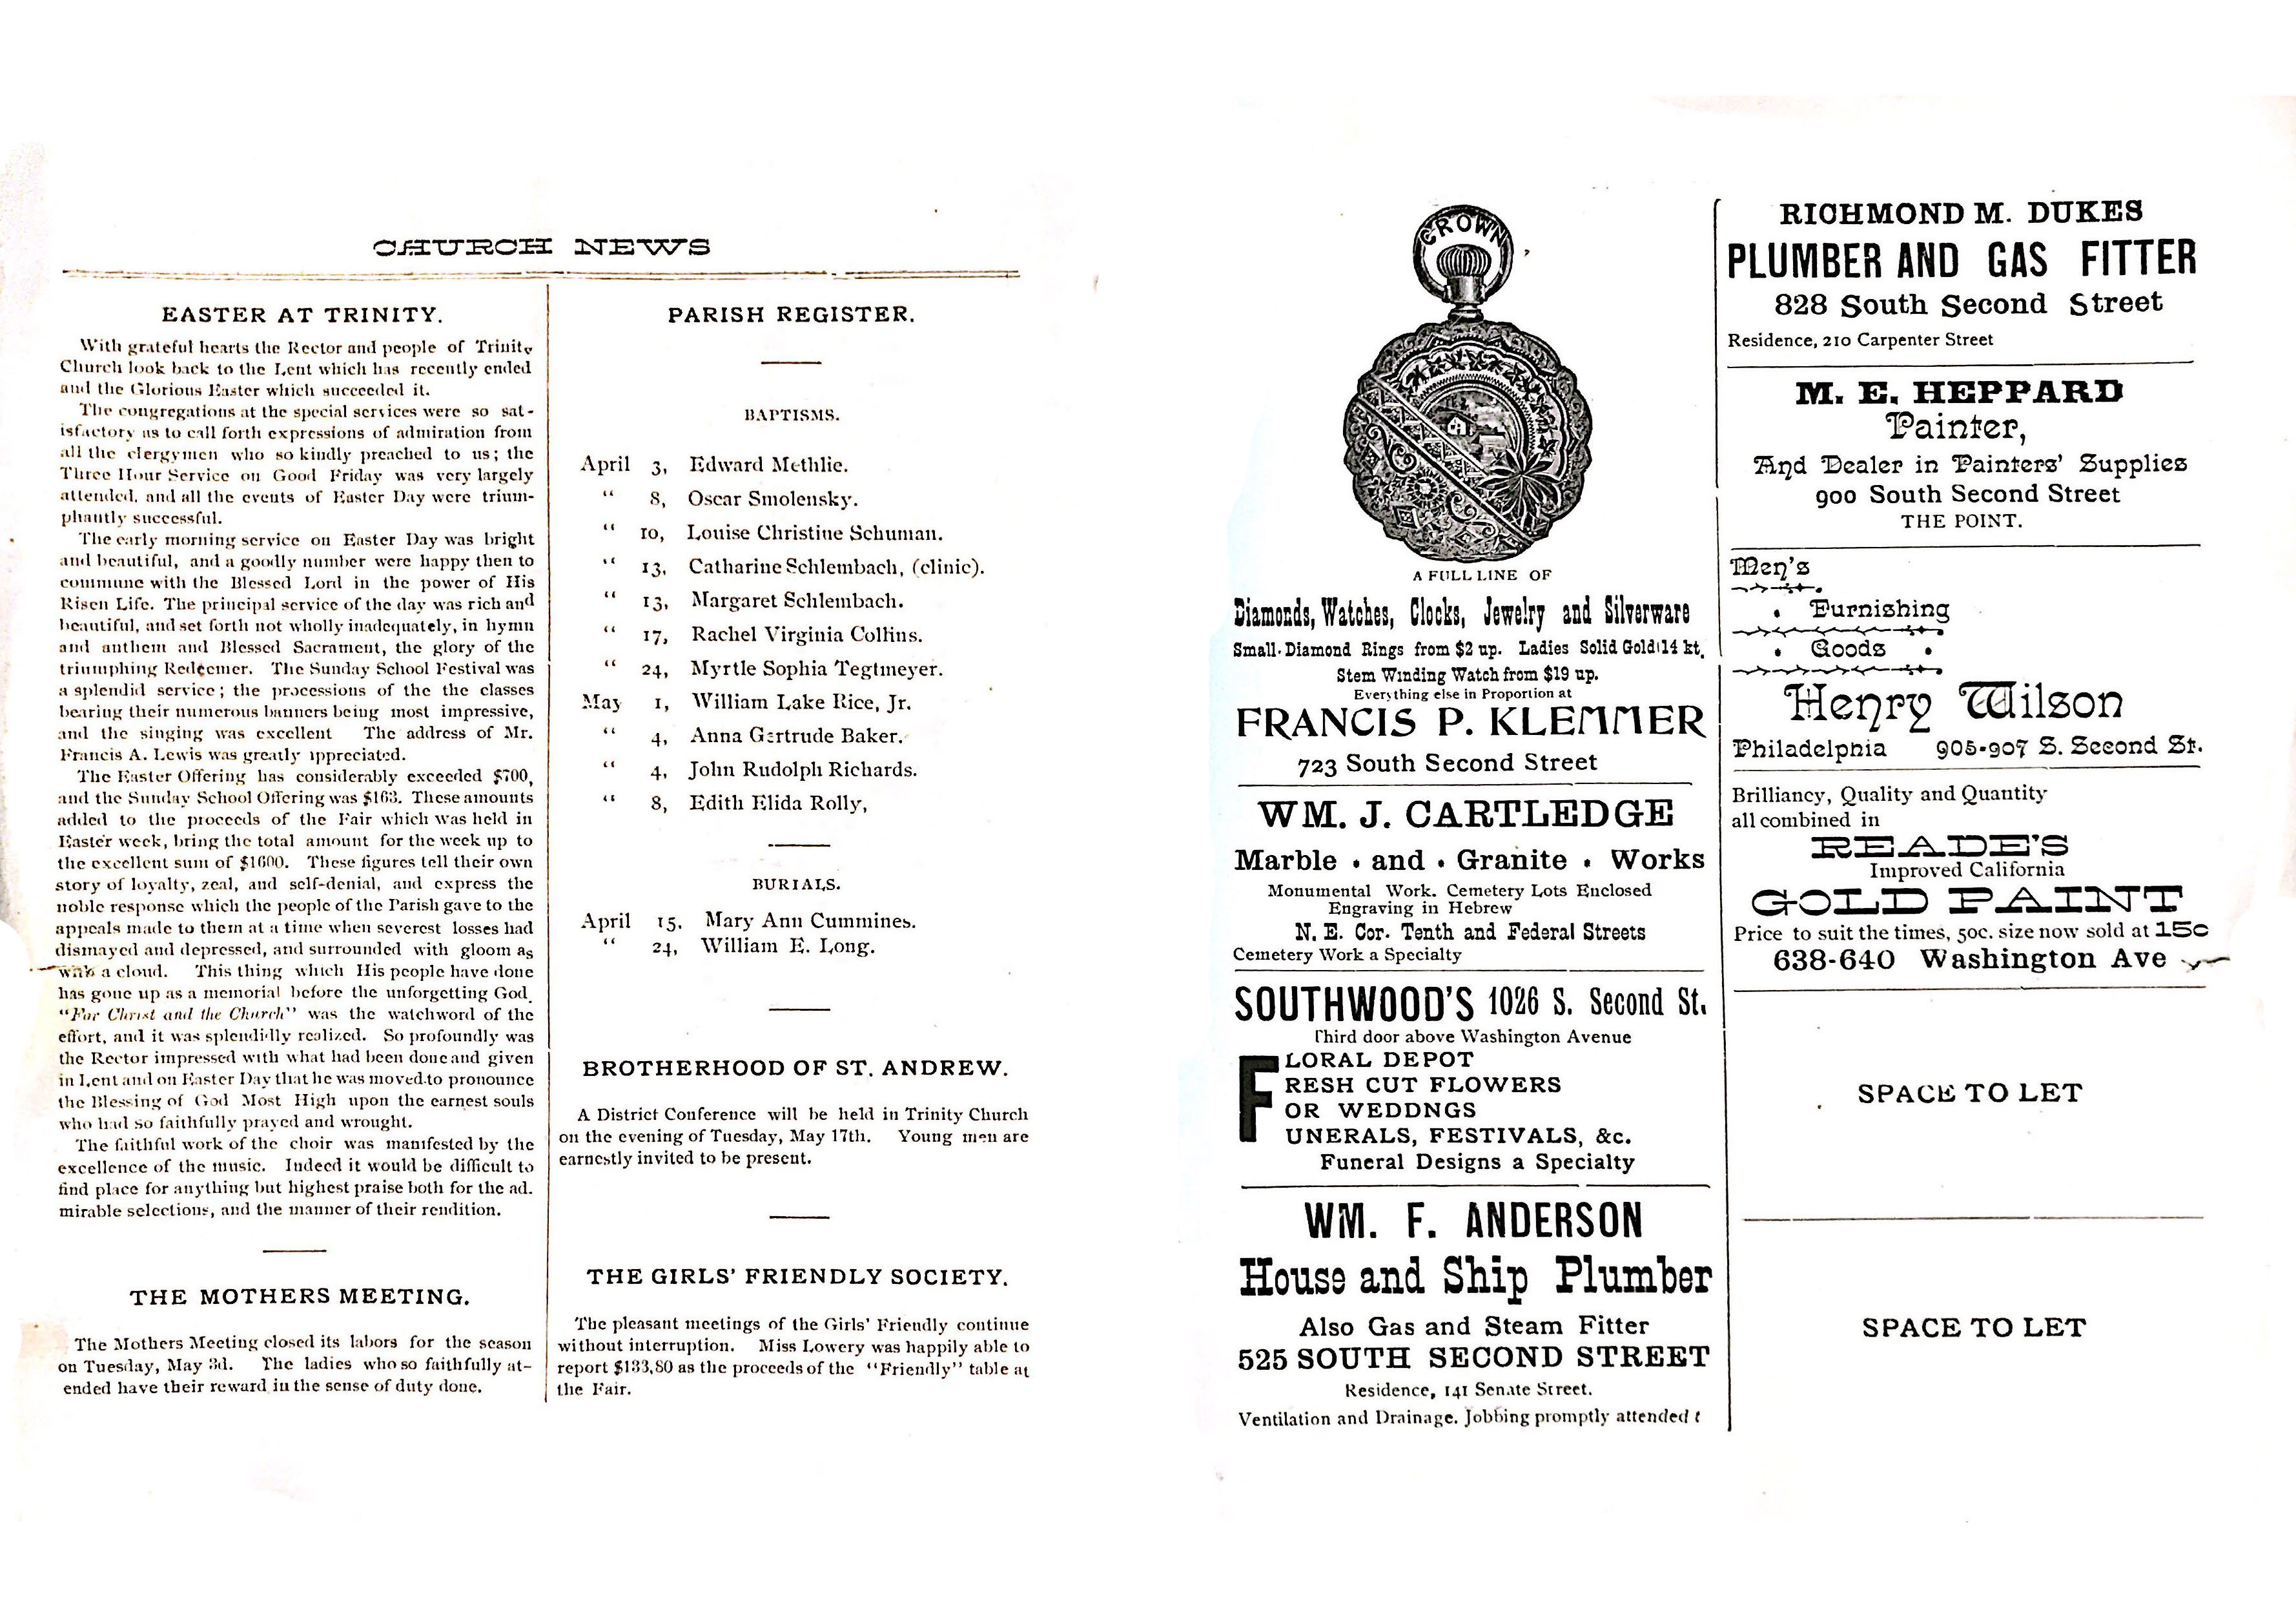 CHURCH NEWS
EASTER AT TRINITY.
With grateful hearts the Rector and people of Trinity
Church look back to the Lent which has recently ended
and the Glorious Easter which succeeded it.
The congregations at the special services were so sat-
isfactory as to call forth expressions of admiration from
all the clergymen who so kindly preached to us; the
Three Hour Service on Good Friday was very largely
attended, and all the events of Easter Day were trium-
phantly successful.
The early morning service on Easter Day was bright
and beautiful, and a goodly number were happy then to
commune with the Blessed Lord in the power of His
Risen Life. The principal service of the day was rich and
beautiful, and set forth not wholly inadequately, in hymn
and anthem and Blessed Sacrament, the glory of the
triumphing Redeemer. The Sunday School Festival was
a splendid service; the processions of the the classes
bearing their numerous banners being most impressive,
and the singing was excellent The address of Mr.
Francis A. Lewis was greatly appreciated.
The Easter Offering has considerably exceeded $700,
and the Sunday School Offering was $163. These amounts
added to the proceeds of the Fair which was held in
Easter week, bring the total amount for the week up to
the excellent sum of $1600. These figures tell their own
story of loyalty, zeal, and self-denial, and express the
noble response which the people of the Parish gave to the
appeals made to them at a time when severest losses had
dismayed and depressed, and surrounded with gloom as
with a cloud. This thing which His people have done
has gone up as a memorial before the unforgetting God.
"For Christ and the Church" was the watchword of the
effort, and it was splendidly realized. So profoundly was
the Rector impressed with what had been done and given
in Lent and on Easter Day that he was moved to pronounce
the Blessing of God Most High upon the earnest souls
who had so faithfully prayed and wrought.
The faithful work of the choir was manifested by the
excellence of the music. Indeed it would be difficult to
find place for anything but highest praise both for the ad.
mirable selections, and the manner of their rendition.
THE MOTHERS MEETING.
The Mothers Meeting closed its labors for the season
on Tuesday, May 3d. The ladies who so faithfully at-
ended have their reward in the sense of duty done.
PARISH REGISTER.
BAPTISMS.
April 3, Edward Methlie.
" 8, Oscar Smolensky.
" 10, Louise Christine Schuman.
" 13, Catharine Schlembach, (clinic).
" 13, Margaret Schlembach.
" 17, Rachel Virginia Collins.
" 24, Myrtle Sophia Tegtmeyer.
May 1, William Lake Rice, Jr.
" 4, Anna Gertrude Baker.
" 4, John Rudolph Richards.
" 8, Edith Elida Rolly,
BURIALS.
April 15. Mary Ann Cummines.
" 24, William E. Long.
BROTHERHOOD OF ST. ANDREW.
A District Conference will be held in Trinity Church
on the evening of Tuesday, May 17th. Young men are
earnestly invited to be present.
THE GIRLS' FRIENDLY SOCIETY.
The pleasant meetings of the Girls' Friendly continue
without interruption. Miss Lowery was happily able to
report $133,80 as the proceeds of the "Friendly" table at
the Fair.
CROWN
A FULL LINE OF
Diamonds, Watches, Clocks, Jewelry and Silverware
Small Diamond Rings from $2 up. Ladies Solid Gold 14 kt.
Stem Winding Watch from $19 up.
Everything else in Proportion at
FRANCIS P. KLEMMER
723 South Second Street
WM. J. CARTLEDGE
Marble • and • Granite • Works
Monumental Work. Cemetery Lots Enclosed
Engraving in Hebrew
N. E. Cor. Tenth and Federal Streets
Cemetery Work a Specialty
SOUTHWOOD'S 1026 S. Second St.
Third door above Washington Avenue
FLORAL DEPOT
RESH CUT FLOWERS
OR WEDDNGS
UNERALS, FESTIVALS, &c.
Funeral Designs a Specialty
WM. F. ANDERSON
House and Ship Plumber
Also Gas and Steam Fitter
525 SOUTH SECOND STREET
Residence, 141 Senate Street.
Ventilation and Drainage. Jobbing promptly attended t
RICHMOND M. DUKES
PLUMBER AND GAS FITTER
828 South Second Street
Residence, 210 Carpenter Street
M. E. HEPPARD
Painter,
And Dealer in Painters' Supplies
900 South Second Street
THE POINT.
Men's
• Furnishing
• Goods •
Henry Wilson
Philadelphia 905-907 S. Second St.
Brilliancy, Quality and Quantity
all combined in
READE'S
Improved California
GOLD PAINT
Price to suit the times, 50c. size now sold at 15c
638-640 Washington Ave
SPACE TO LET
SPACE TO LET